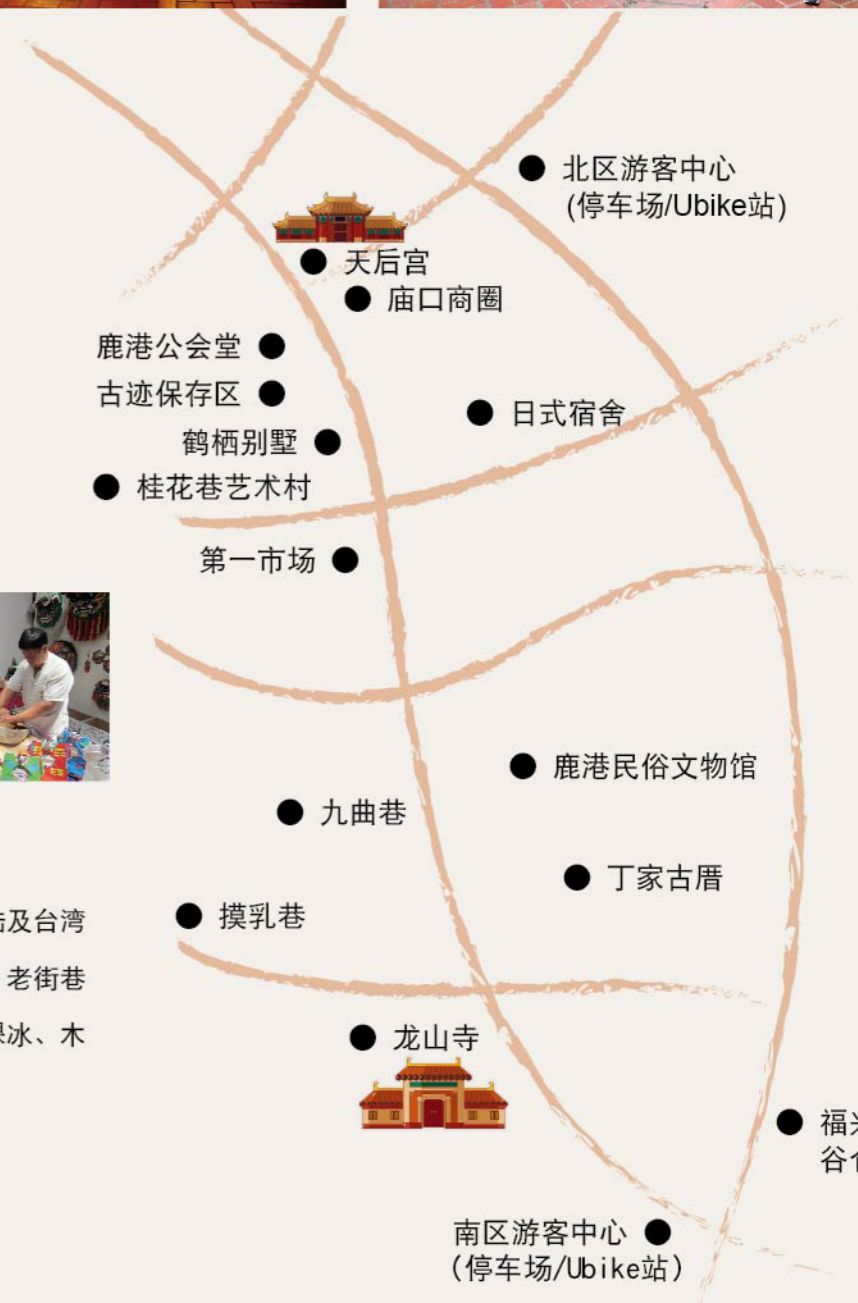 北区游客中心
(停车场/Ubike站)
天后宫
庙口商圈
鹿港公会堂
古迹保存区
日式宿舍
鹤栖别墅
桂花巷艺术村
第一市场
鹿港民俗文物馆
九曲巷
丁家古厝
摸乳巷
及台湾
老街巷
冰、木
龙山寺
福
谷
南区游客中心
（停车场/Ubike站）